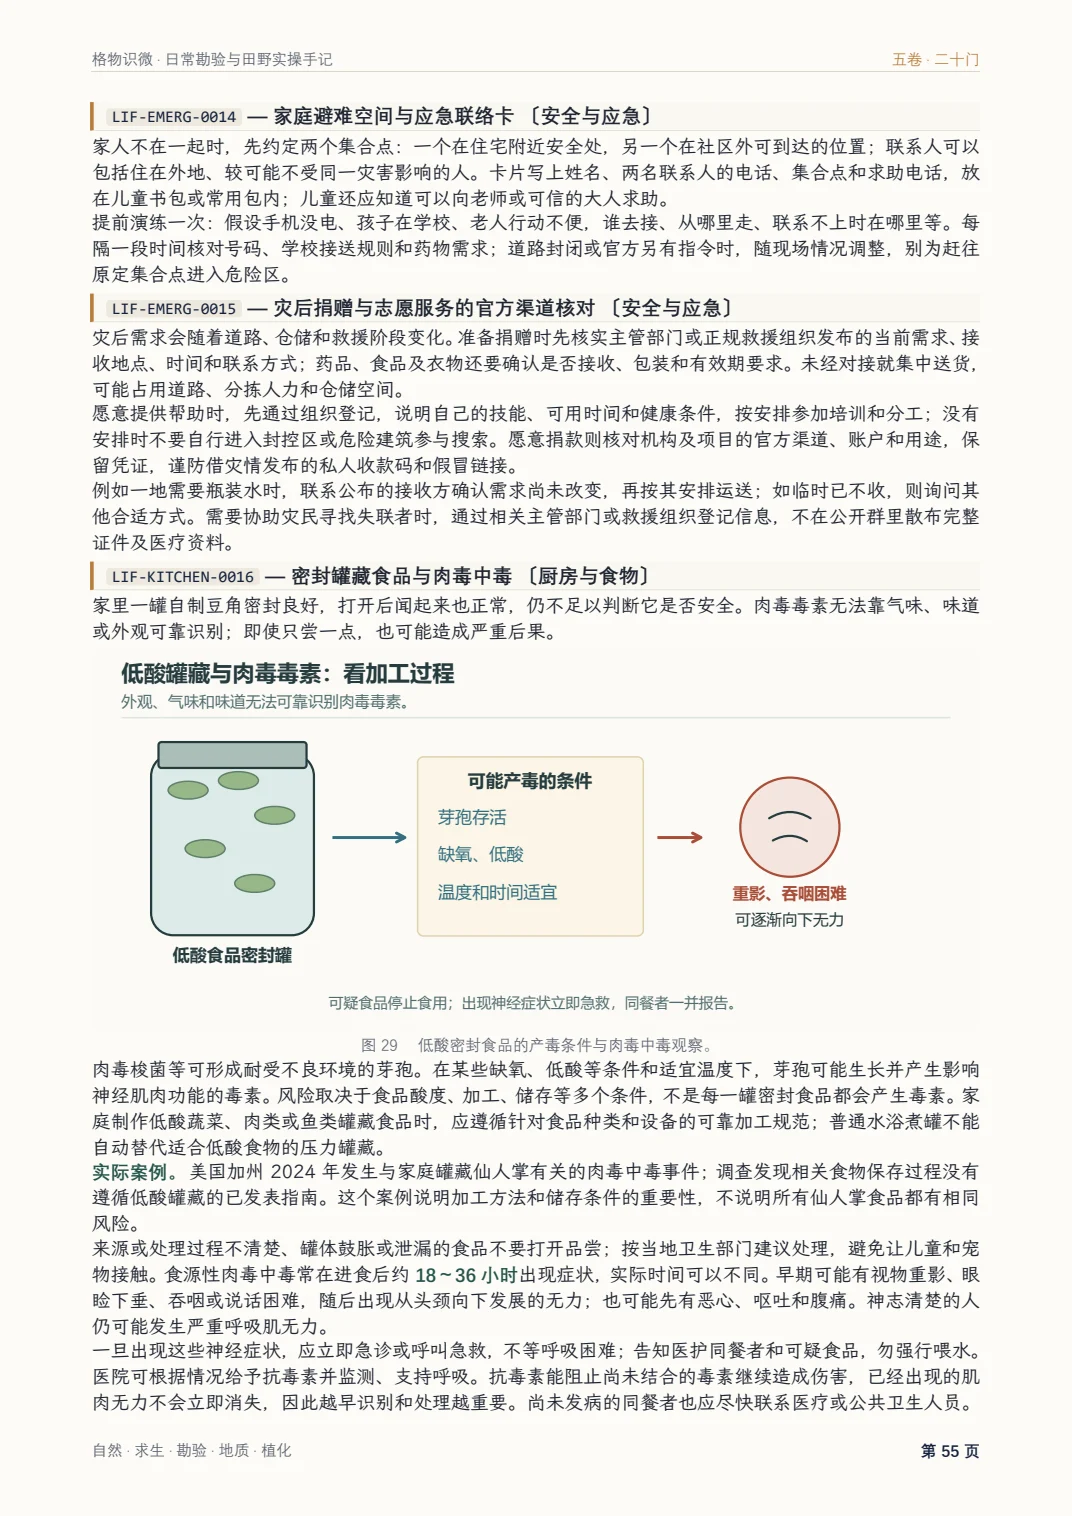 格物识微 · 日常勘验与田野实操手记
五卷 · 二十门
LIF-EMERG-0014 — 家庭避难空间与应急联络卡 〔安全与应急〕
家人不在一起时，先约定两个集合点：一个在住宅附近安全处，另一个在社区外可到达的位置；联系人可以
包括住在外地、较可能不受同一灾害影响的人。卡片写上姓名、两名联系人的电话、集合点和求助电话，放
在儿童书包或常用包内；儿童还应知道可以向老师或可信的大人求助。
提前演练一次：假设手机没电、孩子在学校、老人行动不便，谁去接、从哪里走、联系不上时在哪里等。每
隔一段时间核对号码、学校接送规则和药物需求；道路封闭或官方另有指令时，随现场情况调整，别为赶往
原定集合点进入危险区。
LIF-EMERG-0015 — 灾后捐赠与志愿服务的官方渠道核对 〔安全与应急〕
灾后需求会随着道路、仓储和救援阶段变化。准备捐赠时先核实主管部门或正规救援组织发布的当前需求、接
收地点、时间和联系方式；药品、食品及衣物还要确认是否接收、包装和有效期要求。未经对接就集中送货，
可能占用道路、分拣人力和仓储空间。
愿意提供帮助时，先通过组织登记，说明自己的技能、可用时间和健康条件，按安排参加培训和分工；没有
安排时不要自行进入封控区或危险建筑参与搜索。愿意捐款则核对机构及项目的官方渠道、账户和用途，保
留凭证，谨防借灾情发布的私人收款码和假冒链接。
例如一地需要瓶装水时，联系公布的接收方确认需求尚未改变，再按其安排运送；如临时已不收，则询问其
他合适方式。需要协助灾民寻找失联者时，通过相关主管部门或救援组织登记信息，不在公开群里散布完整
证件及医疗资料。
LIF-KITCHEN-0016 — 密封罐藏食品与肉毒中毒 〔厨房与食物〕
家里一罐自制豆角密封良好，打开后闻起来也正常，仍不足以判断它是否安全。肉毒毒素无法靠气味、味道
或外观可靠识别；即使只尝一点，也可能造成严重后果。
低酸罐藏与肉毒毒素：看加工过程
外观、气味和味道无法可靠识别肉毒毒素。
可能产毒的条件
芽孢存活
缺氧、低酸
温度和时间适宜
重影、吞咽困难
可逐渐向下无力
低酸食品密封罐
可疑食品停止食用；出现神经症状立即急救，同餐者一并报告。
图 29 低酸密封食品的产毒条件与肉毒中毒观察。
肉毒梭菌等可形成耐受不良环境的芽孢。在某些缺氧、低酸等条件和适宜温度下，芽孢可能生长并产生影响
神经肌肉功能的毒素。风险取决于食品酸度、加工、储存等多个条件，不是每一罐密封食品都会产生毒素。家
庭制作低酸蔬菜、肉类或鱼类罐藏食品时，应遵循针对食品种类和设备的可靠加工规范；普通水浴煮罐不能
自动替代适合低酸食物的压力罐藏。
实际案例。美国加州 2024 年发生与家庭罐藏仙人掌有关的肉毒中毒事件；调查发现相关食物保存过程没有
遵循低酸罐藏的已发表指南。这个案例说明加工方法和储存条件的重要性，不说明所有仙人掌食品都有相同
风险。
来源或处理过程不清楚、罐体鼓胀或泄漏的食品不要打开品尝；按当地卫生部门建议处理，避免让儿童和宠
物接触。食源性肉毒中毒常在进食后约 18～36 小时出现症状，实际时间可以不同。早期可能有视物重影、眼
睑下垂、吞咽或说话困难，随后出现从头颈向下发展的无力；也可能先有恶心、呕吐和腹痛。神志清楚的人
仍可能发生严重呼吸肌无力。
一旦出现这些神经症状，应立即急诊或呼叫急救，不等呼吸困难；告知医护同餐者和可疑食品，勿强行喂水。
医院可根据情况给予抗毒素并监测、支持呼吸。抗毒素能阻止尚未结合的毒素继续造成伤害，已经出现的肌
肉无力不会立即消失，因此越早识别和处理越重要。尚未发病的同餐者也应尽快联系医疗或公共卫生人员。
自然 · 求生 · 勘验 · 地质 · 植化
第 55 页